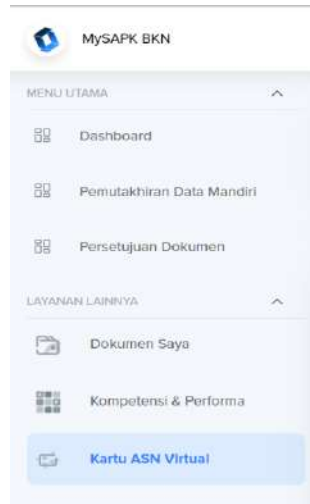 MySAPK BKN
MENU UTAMA
Dashboard
Pemutakhiran Data Mandiri
Persetujuan Dokumen
LAYANAN LAINNYA
Dokumen Saya
Kompetensi & Performa
Kartu ASN Virtual